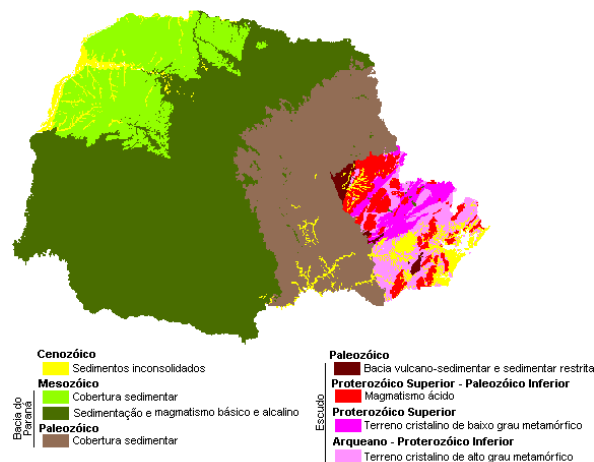 Cenozóico
Sedimentos inconsolidados
Mesozóico
Cobertura sedimentar
Sedimentação e magmatismo básico e alcalino
Paleozóico
Cobertura sedimentar
Bacia do
Paraná
Paleozóico
Bacia vulcano-sedimentar e sedimentar restrita
Proterozóico Superior - Paleozóico Inferior
Magmatismo ácido
Proterozóico Superior
Terreno cristalino de baixo grau metamórfico
Arqueano - Proterozóico Inferior
Terreno cristalino de alto grau metamórfico
Escudo